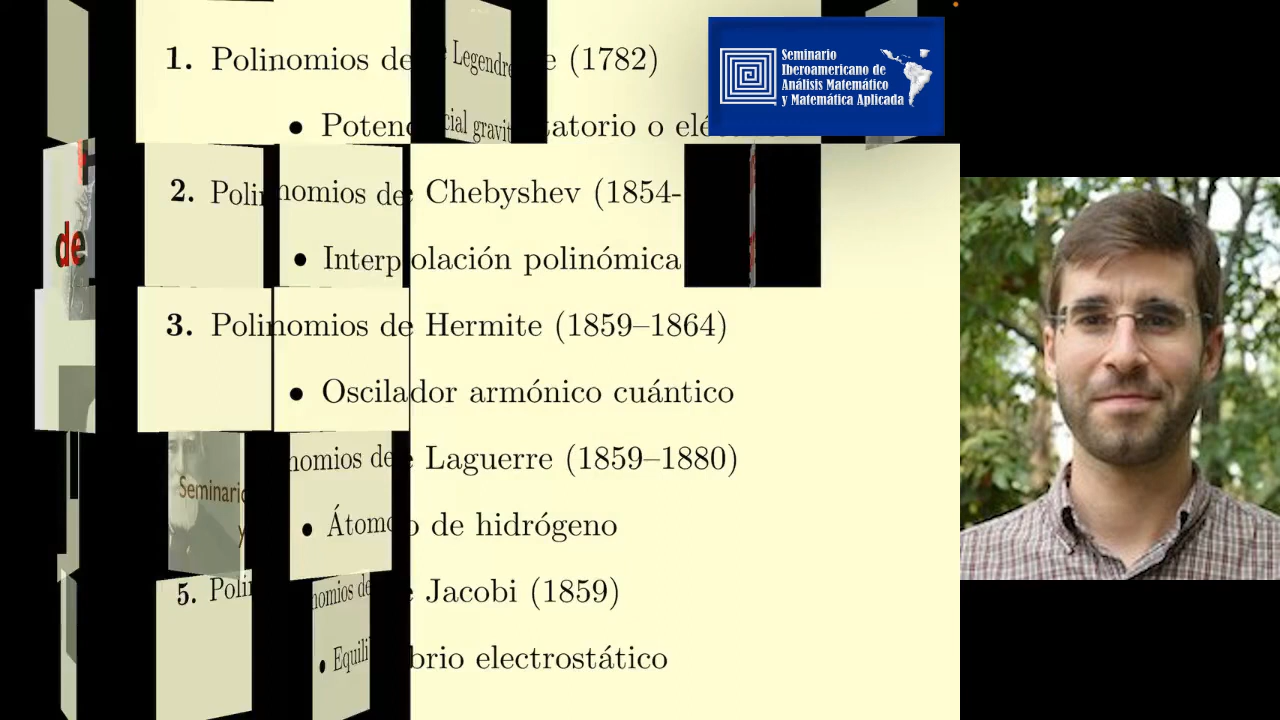 1. Polinomios de Legendre (1782)
Seminario
Iberoamericano de
Análisis Matemático
y Matemática Aplicada
• Potencial gravitatorio o
2. Polinomios de Chebyshev (1854-
• Interpolación polinómica
de
3. Polinomios de Hermite (1859–1864)
• Oscilador armónico cuántico
nomios de Laguerre (1859–1880)
Seminario
y
• Átomo de hidrógeno
5. Polinomios de Jacobi (1859)
• Equilibrio electrostático